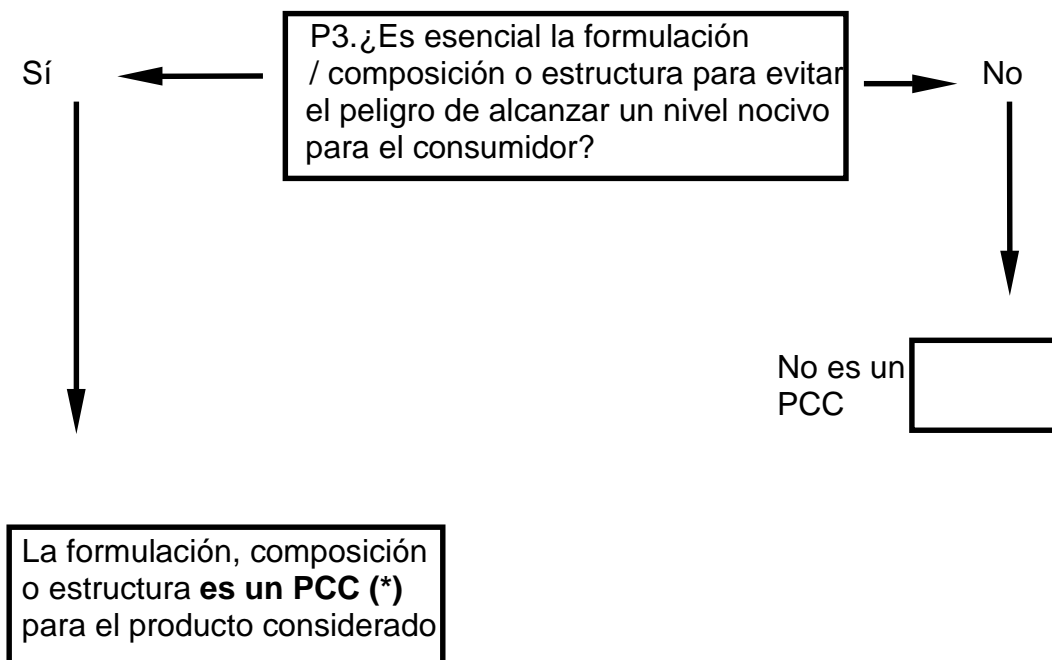 P3.¿Es esencial la formulación
/ composición o estructura para evitar
el peligro de alcanzar un nivel nocivo
para el consumidor?
Sí
No
No es un
PCC
La formulación, composición
o estructura es un PCC (*)
para el producto considerado